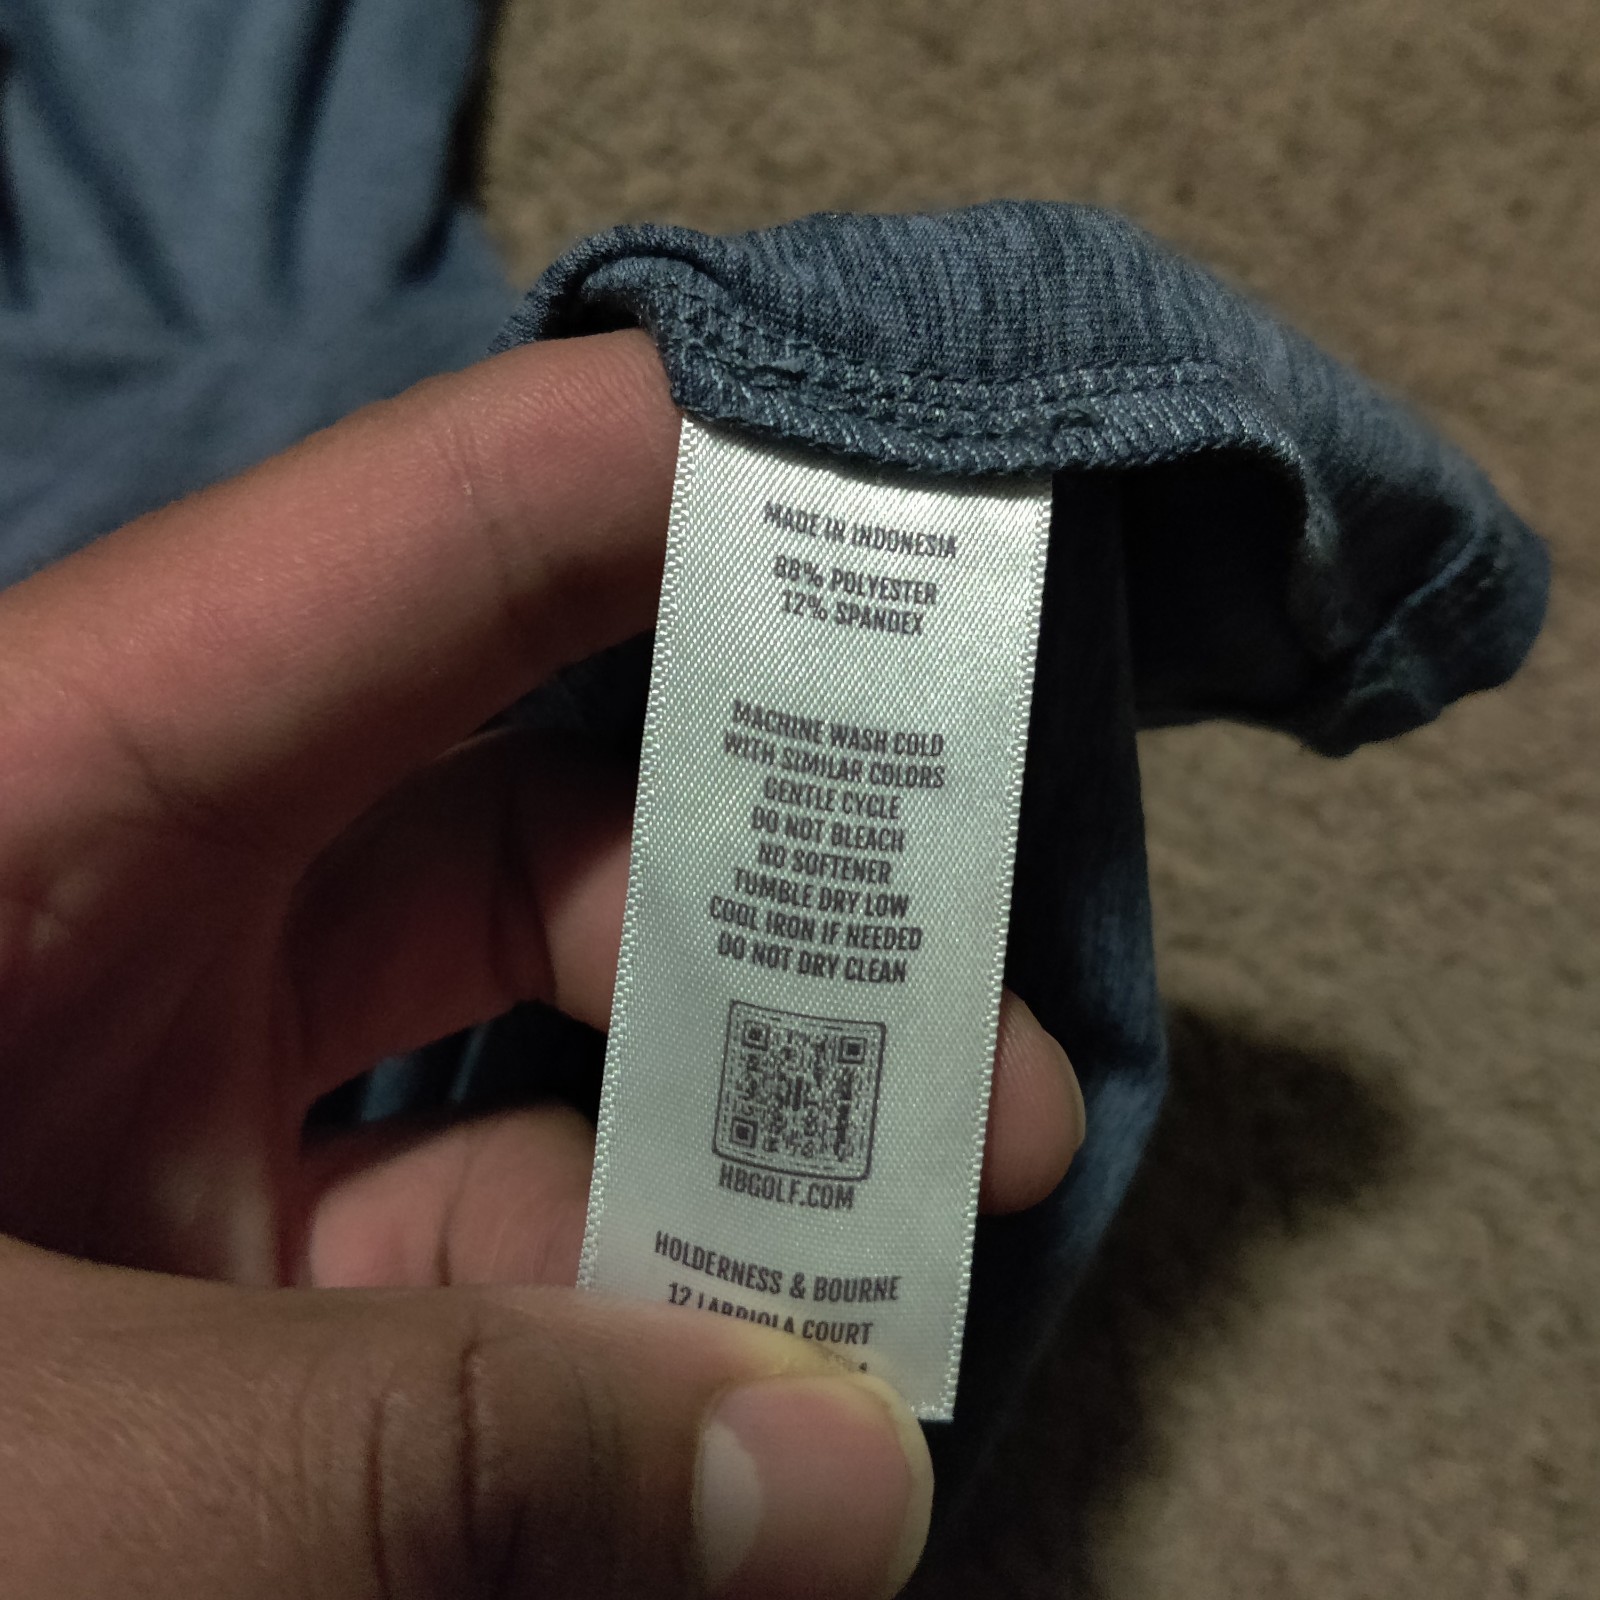 MADE IN INDONESIA
88% POLYESTER
12% SPANDEX
MACHINE WASH COLD
WITH SIMILAR COLORS
GENTLE CYCLE
DO NOT BLEACH
NO SOFTENER
TUMBLE DRY LOW
COOL IRON IF NEEDED
DO NOT DRY CLEAN
HBGOLF.COM
HOLDERNESS & BOURNE
12 LABRIOLA COURT